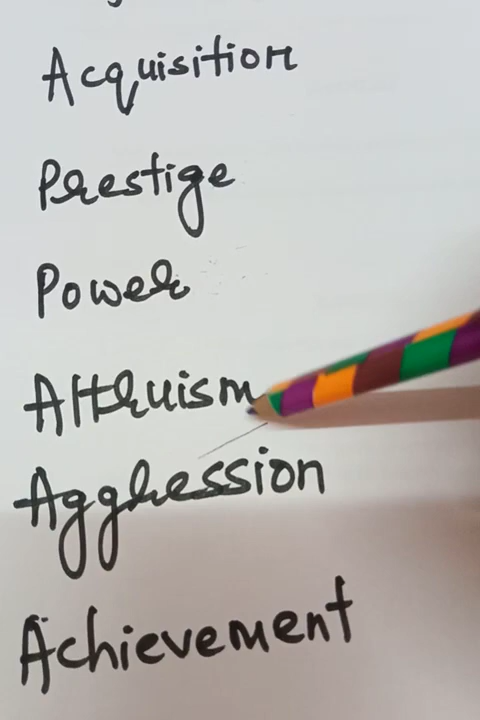 Acquisition
Prestige
Power
Altruism
Aggression
Achievement